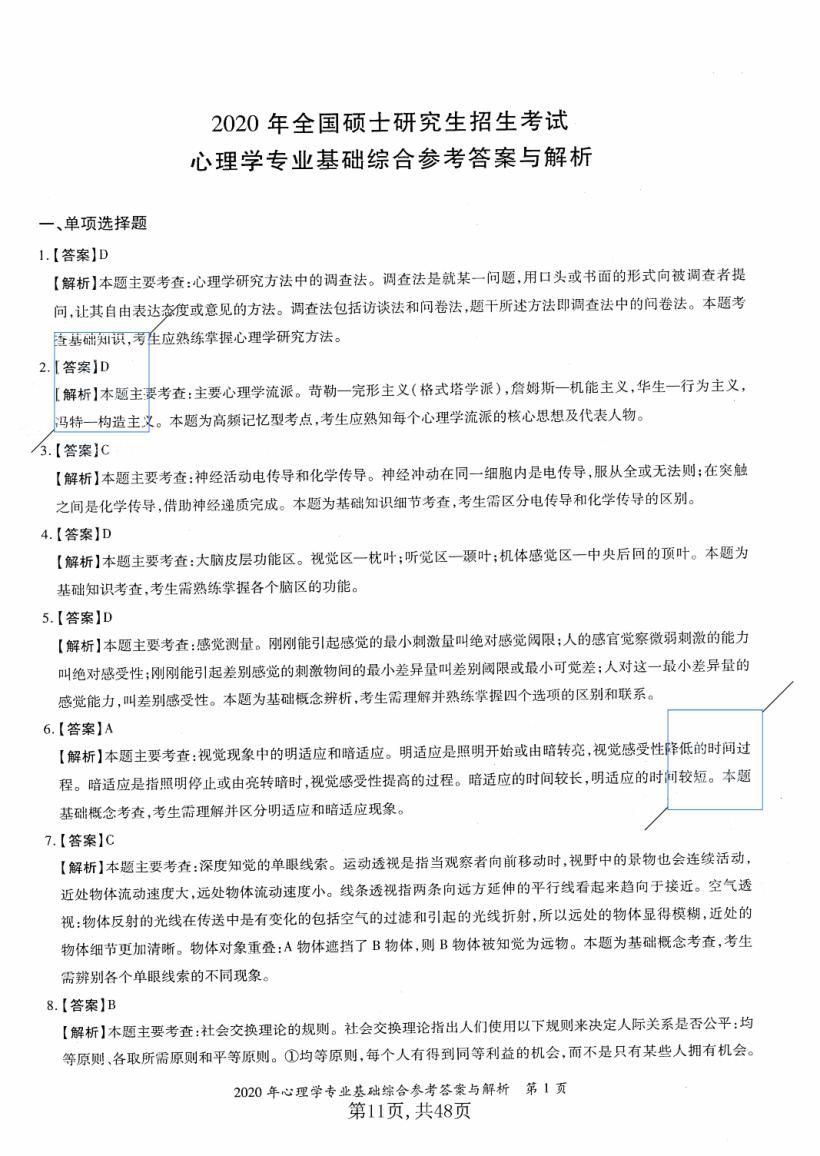 2020 年全国硕士研究生招生考试
心理学专业基础综合参考答案与解析
一、单项选择题
1.【答案】D
【解析】本题主要考查:心理学研究方法中的调查法。调查法是就某一问题,用口头或书面的形式向被调查者提
问,让其自由表达态度或意见的方法。调查法包括访谈法和问卷法,题干所述方法即调查法中的问卷法。本题考
查基础知识,考生应熟练掌握心理学研究方法。
2.【答案】D
【解析】本题主要考查:主要心理学流派。苛勒—完形主义(格式塔学派),詹姆斯—机能主义,华生—行为主义,
冯特—构造主义。本题为高频记忆型考点,考生应熟知每个心理学流派的核心思想及代表人物。
3.【答案】C
【解析】本题主要考查:神经活动电传导和化学传导。神经冲动在同一细胞内是电传导,服从全或无法则;在突触
之间是化学传导,借助神经递质完成。本题为基础知识细节考查,考生需区分电传导和化学传导的区别。
4.【答案】D
【解析】本题主要考查:大脑皮层功能区。视觉区—枕叶;听觉区—颞叶;机体感觉区—中央后回的顶叶。本题为
基础知识考查,考生需熟练掌握各个脑区的功能。
5.【答案】D
【解析】本题主要考查:感觉测量。刚刚能引起感觉的最小刺激量叫绝对感觉阈限;人的感官觉察微弱刺激的能力
叫绝对感受性;刚刚能引起差别感觉的刺激物间的最小差异量叫差别阈限或最小可觉差;人对这一最小差异量的
感觉能力,叫差别感受性。本题为基础概念辨析,考生需理解并熟练掌握四个选项的区别和联系。
6.【答案】A
【解析】本题主要考查:视觉现象中的明适应和暗适应。明适应是照明开始或由暗转亮,视觉感受性降低的时间过
程。暗适应是指照明停止或由亮转暗时,视觉感受性提高的过程。暗适应的时间较长,明适应的时间较短。本题
基础概念考查,考生需理解并区分明适应和暗适应现象。
7.【答案】C
【解析】本题主要考查:深度知觉的单眼线索。运动透视是指当观察者向前移动时,视野中的景物也会连续活动,
近处物体流动速度大,远处物体流动速度小。线条透视指两条向远方延伸的平行线看起来趋向于接近。空气透
视:物体反射的光线在传送中是有变化的包括空气的过滤和引起的光线折射,所以远处的物体显得模糊,近处的
物体细节更加清晰。物体对象重叠:A 物体遮挡了 B 物体,则 B 物体被知觉为远物。本题为基础概念考查,考生
需辨别各个单眼线索的不同现象。
8.【答案】B
【解析】本题主要考查:社会交换理论的规则。社会交换理论指出人们使用以下规则来决定人际关系是否公平:均
等原则、各取所需原则和平等原则。①均等原则,每个人有得到同等利益的机会,而不是只有某些人拥有机会。
2020 年心理学专业基础综合参考答案与解析 第 1 页
第11页,共48页